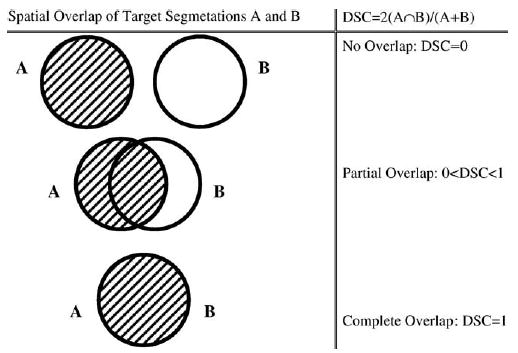 Spatial Overlap of Target Segmetations A and B
DSC=2(A∩B)/(A+B)
A
B
No Overlap: DSC=0
A
B
Partial Overlap: 0<DSC<1
A
B
Complete Overlap: DSC=1